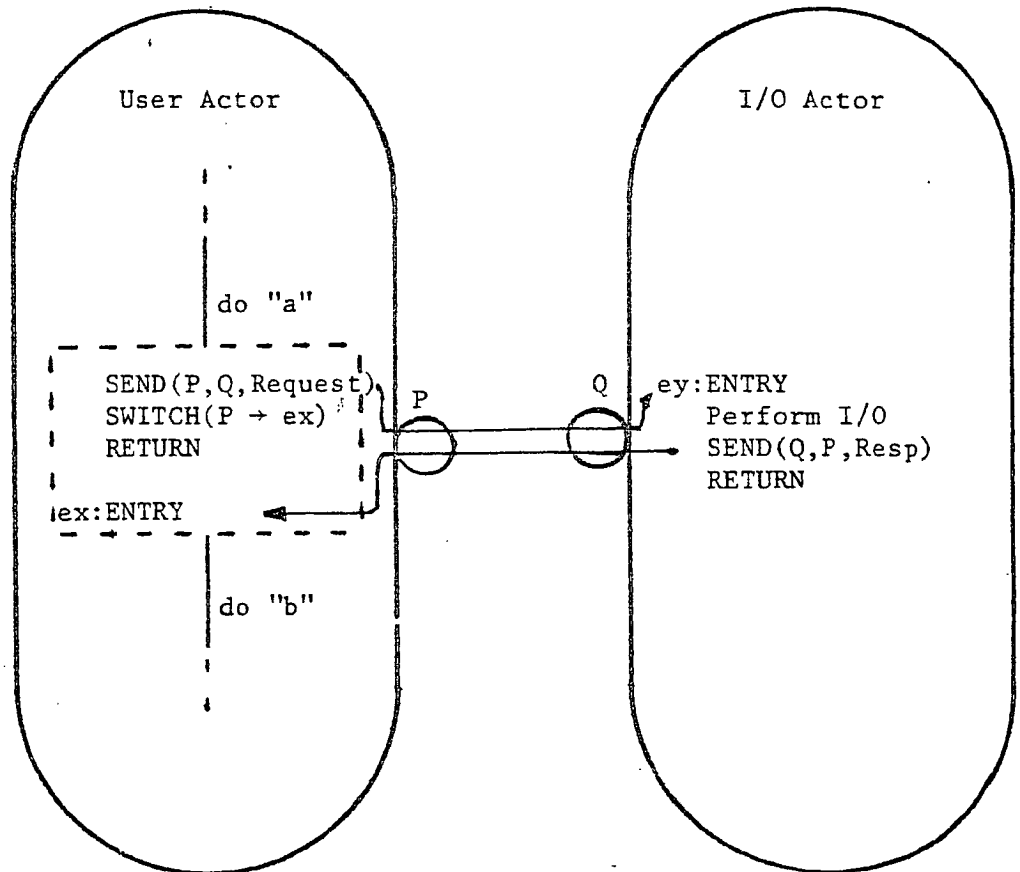 User Actor
do "a"
SEND(P,Q,Request)
SWITCH(P → ex)
RETURN
ex:ENTRY
do "b"
P
Q
I/O Actor
ey:ENTRY
Perform I/O
SEND(Q,P,Resp)
RETURN